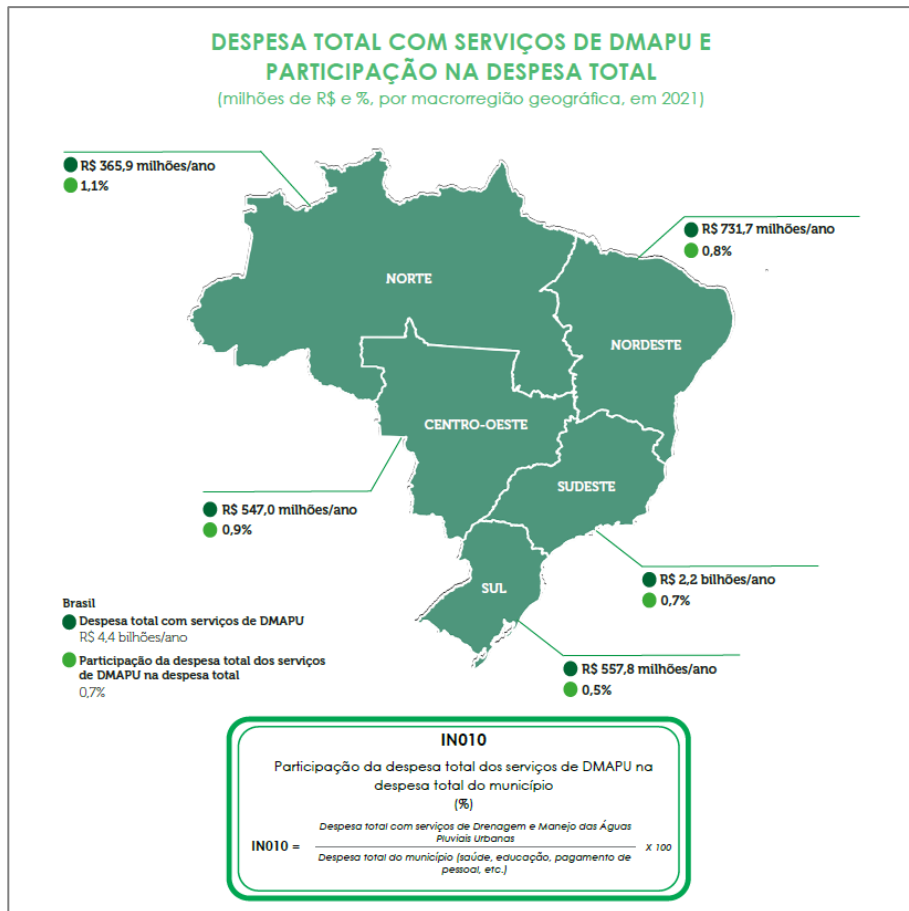 DESPESA TOTAL COM SERVIÇOS DE DMAPU E
PARTICIPAÇÃO NA DESPESA TOTAL
(milhões de R$ e %, por macrorregião geográfica, em 2021)
R$ 365,9 milhões/ano
1,1%
R$ 731,7 milhões/ano
0,8%
NORTE
NORDESTE
CENTRO-OESTE
SUDESTE
R$ 547,0 milhões/ano
0,9%
R$ 2,2 bilhões/ano
0,7%
SUL
Brasil
Despesa total com serviços de DMAPU
R$ 4,4 bilhões/ano
Participação da despesa total dos serviços
de DMAPU na despesa total
0,7%
R$ 557,8 milhões/ano
0,5%
IN010
Participação da despesa total dos serviços de DMAPU na
despesa total do município
(%)
IN010 =
Despesa total com serviços de Drenagem e Manejo das Águas
Pluviais Urbanas
Despesa total do município (saúde, educação, pagamento de
pessoal, etc.)
X 100